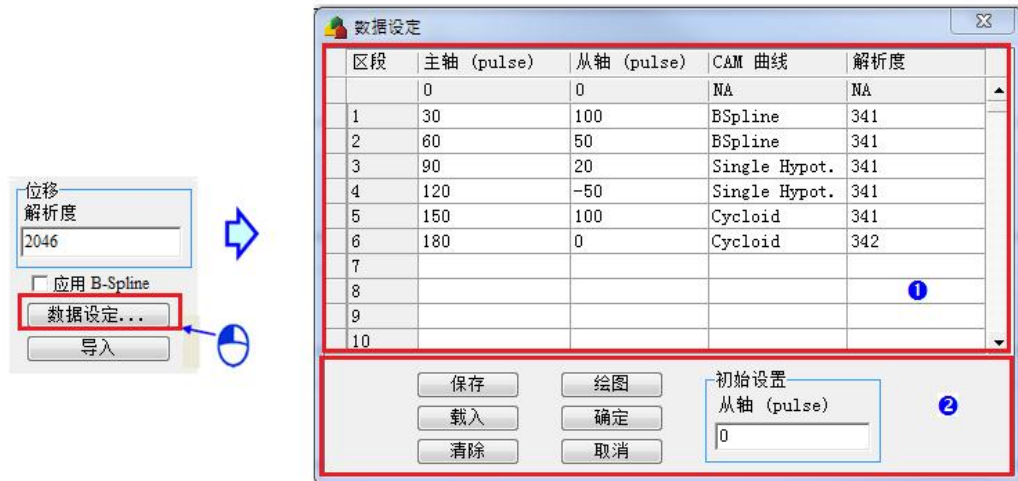 位移
解析度
2046
应用 B-Spline
数据设定...
导入
数据设定
区段 主轴 (pulse) 从轴 (pulse) CAM 曲线 解析度
0 0 NA NA
1 30 100 BSpline 341
2 60 50 BSpline 341
3 90 20 Single Hypot. 341
4 120 -50 Single Hypot. 341
5 150 100 Cycloid 341
6 180 0 Cycloid 342
7
8
9
10
❶
保存 绘图
载入 确定
清除 取消
初始设置
从轴 (pulse)
0
❷